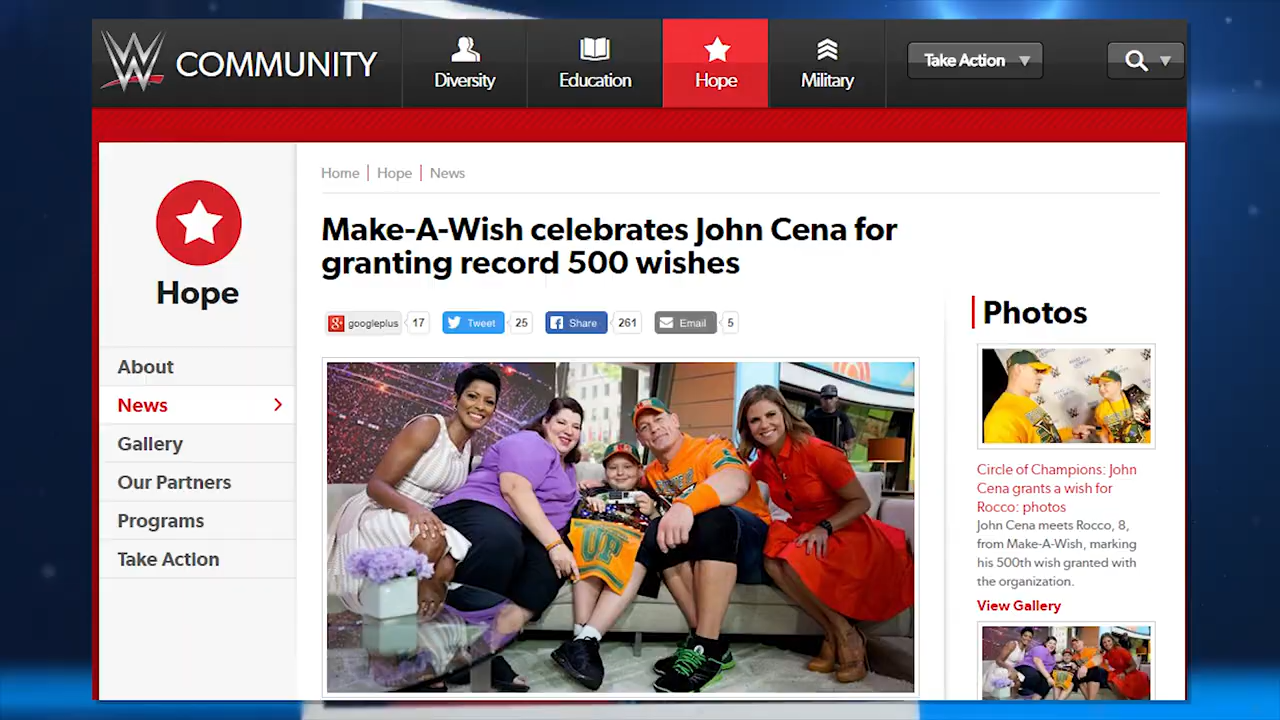 W COMMUNITY
Diversity
Education
Hope
Military
Take Action
Home | Hope | News
Hope
Make-A-Wish celebrates John Cena for
granting record 500 wishes
googleplus 17
Tweet 25
Share 261
Email 5
About
News
Gallery
Our Partners
Programs
Take Action
UP
Photos
Circle of Champions: John
Cena grants a wish for
Rocco: photos
John Cena meets Rocco, 8,
from Make-A-Wish, marking
his 500th wish granted with
the organization.
View Gallery